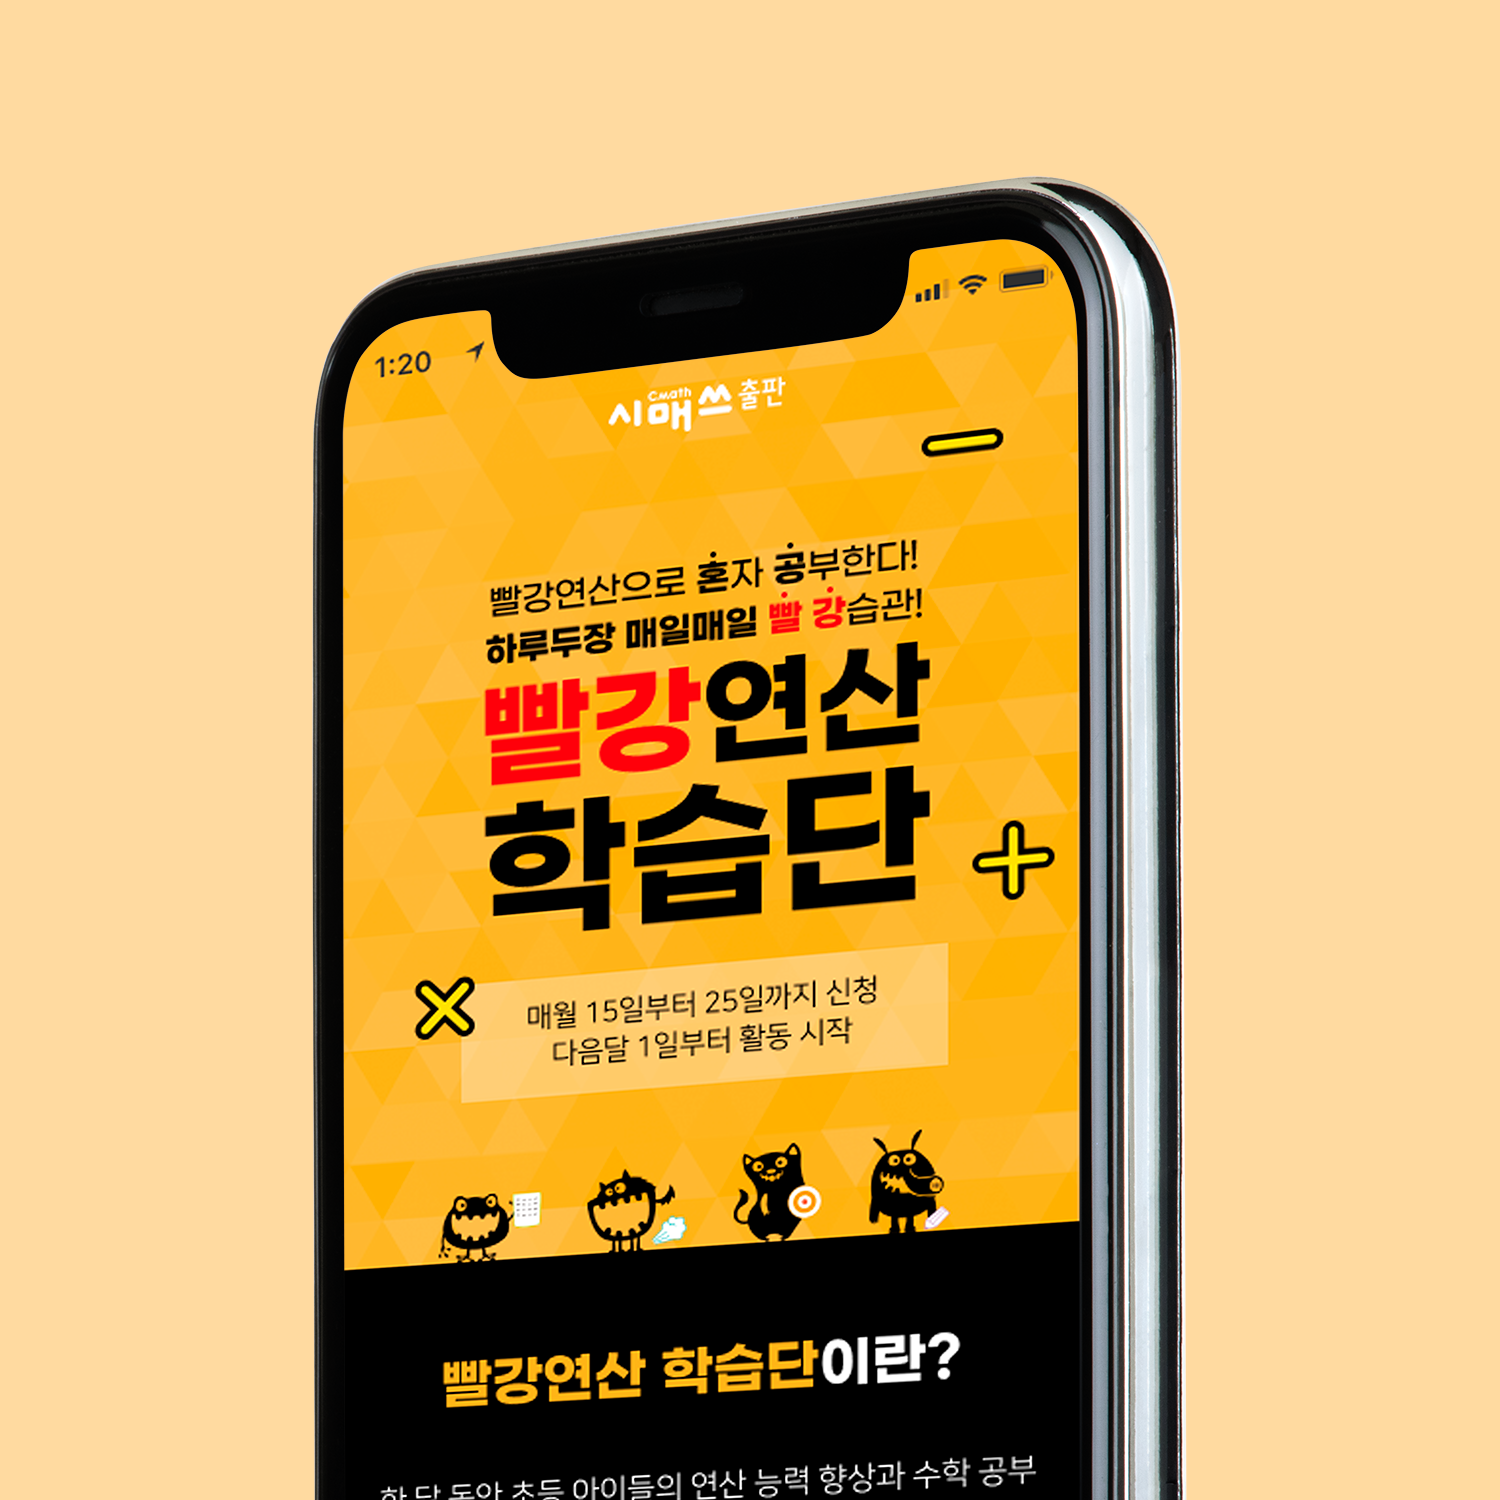 1:20
Cmath
시매쓰출판
빨강연산으로 혼자 공부한다!
하루두장 매일매일 빨 강습관!
빨강연산
학습단
매월 15일부터 25일까지 신청
다음달 1일부터 활동 시작
빨강연산 학습단이란?
한 달 동안 초등 아이들의 연산 능력 향상과 수학 공부